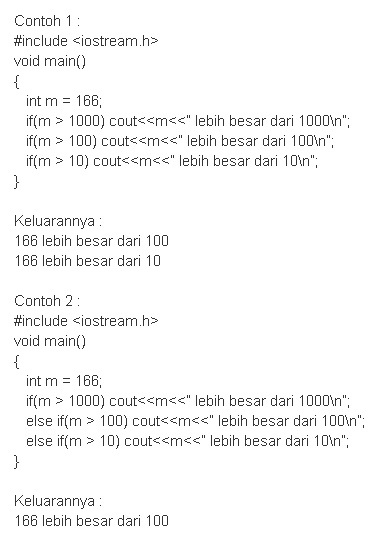 Contoh 1 :
#include <iostream.h>
void main()
{
int m = 166;
if(m > 1000) cout<<m<<" lebih besar dari 1000\n";
if(m > 100) cout<<m<<" lebih besar dari 100\n";
if(m > 10) cout<<m<<" lebih besar dari 10\n";
}
Keluarannya :
166 lebih besar dari 100
166 lebih besar dari 10
Contoh 2 :
#include <iostream.h>
void main()
{
int m = 166;
if(m > 1000) cout<<m<<" lebih besar dari 1000\n";
else if(m > 100) cout<<m<<" lebih besar dari 100\n";
else if(m > 10) cout<<m<<" lebih besar dari 10\n";
}
Keluarannya :
166 lebih besar dari 100